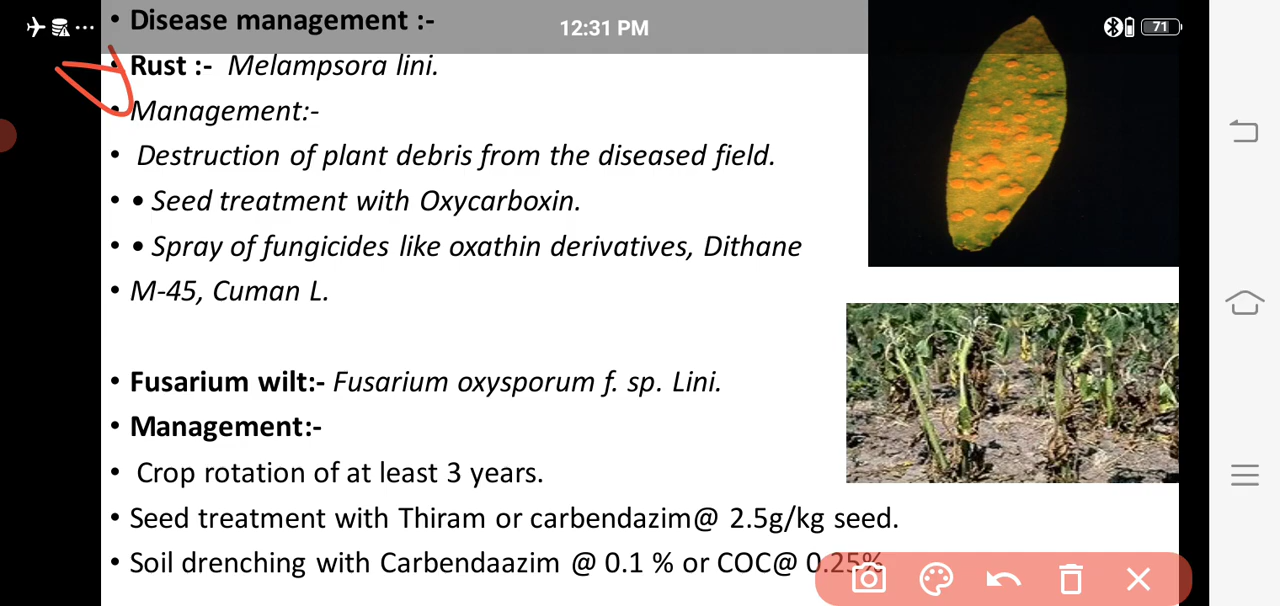 • Disease management :-
12:31 PM
71
• Rust :- Melampsora lini.
• Management:-
• Destruction of plant debris from the diseased field.
• • Seed treatment with Oxycarboxin.
• • Spray of fungicides like oxathin derivatives, Dithane
• M-45, Cuman L.
• Fusarium wilt:- Fusarium oxysporum f. sp. Lini.
• Management:-
• Crop rotation of at least 3 years.
• Seed treatment with Thiram or carbendazim@ 2.5g/kg seed.
• Soil drenching with Carbendaazim @ 0.1 % or COC@ 0.25%